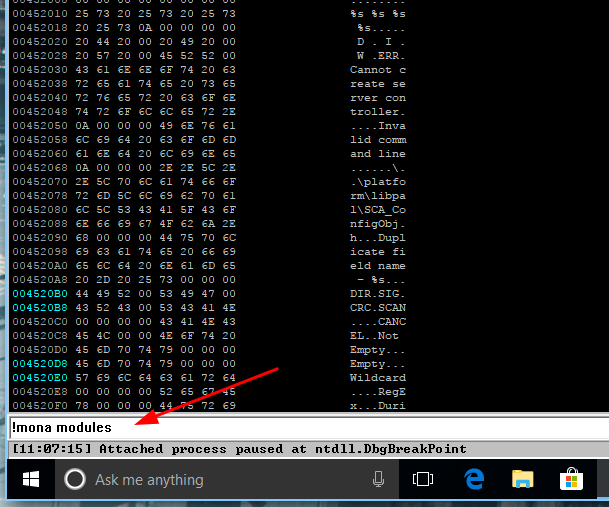 00452010 25 73 20 25 73 20 25 73 %s %s %s
00452018 20 25 73 0A 00 00 00 00 %s.....
00452020 20 44 20 00 20 49 20 00 D . I .
00452028 20 57 20 00 45 52 52 00 W .ERR.
00452030 43 61 6E 6E 6F 74 20 63 Cannot c
00452038 72 65 61 74 65 20 73 65 reate se
00452040 72 76 65 72 20 63 6F 6E rver con
00452048 74 72 6F 6C 6C 65 72 2E troller.
00452050 0A 00 00 00 49 6E 76 61 ....Inva
00452058 6C 69 64 20 63 6F 6D 6D lid comm
00452060 61 6E 64 20 6C 69 6E 65 and line
00452068 0A 00 00 00 2E 2E 5C 2E ......\.
00452070 2E 5C 70 6C 61 74 66 6F .\platfo
00452078 72 6D 5C 6C 69 62 70 61 rm\libpa
00452080 6C 5C 53 43 41 5F 43 6F l\SCA_Co
00452088 6E 66 69 67 4F 62 6A 2E nfigObj.
00452090 68 00 00 00 44 75 70 6C h...Dupl
00452098 69 63 61 74 65 20 66 69 icate fi
004520A0 65 6C 64 20 6E 61 6D 65 eld name
004520A8 20 2D 20 25 73 00 00 00 - %s...
004520B0 44 49 52 00 53 49 47 00 DIR.SIG.
004520B8 43 52 43 00 53 43 41 4E CRC.SCAN
004520C0 00 00 00 00 43 41 4E 43 ....CANC
004520C8 45 4C 00 00 4E 6F 74 20 EL..Not
004520D0 45 6D 70 74 79 00 00 00 Empty...
004520D8 45 6D 70 74 79 00 00 00 Empty...
004520E0 57 69 6C 64 63 61 72 64 Wildcard
004520E8 00 00 00 00 52 65 67 45 ....RegE
004520F0 78 00 00 00 44 75 72 69 x...Duri
!mona modules
[11:07:15] Attached process paused at ntdll.DbgBreakPoint
Ask me anything